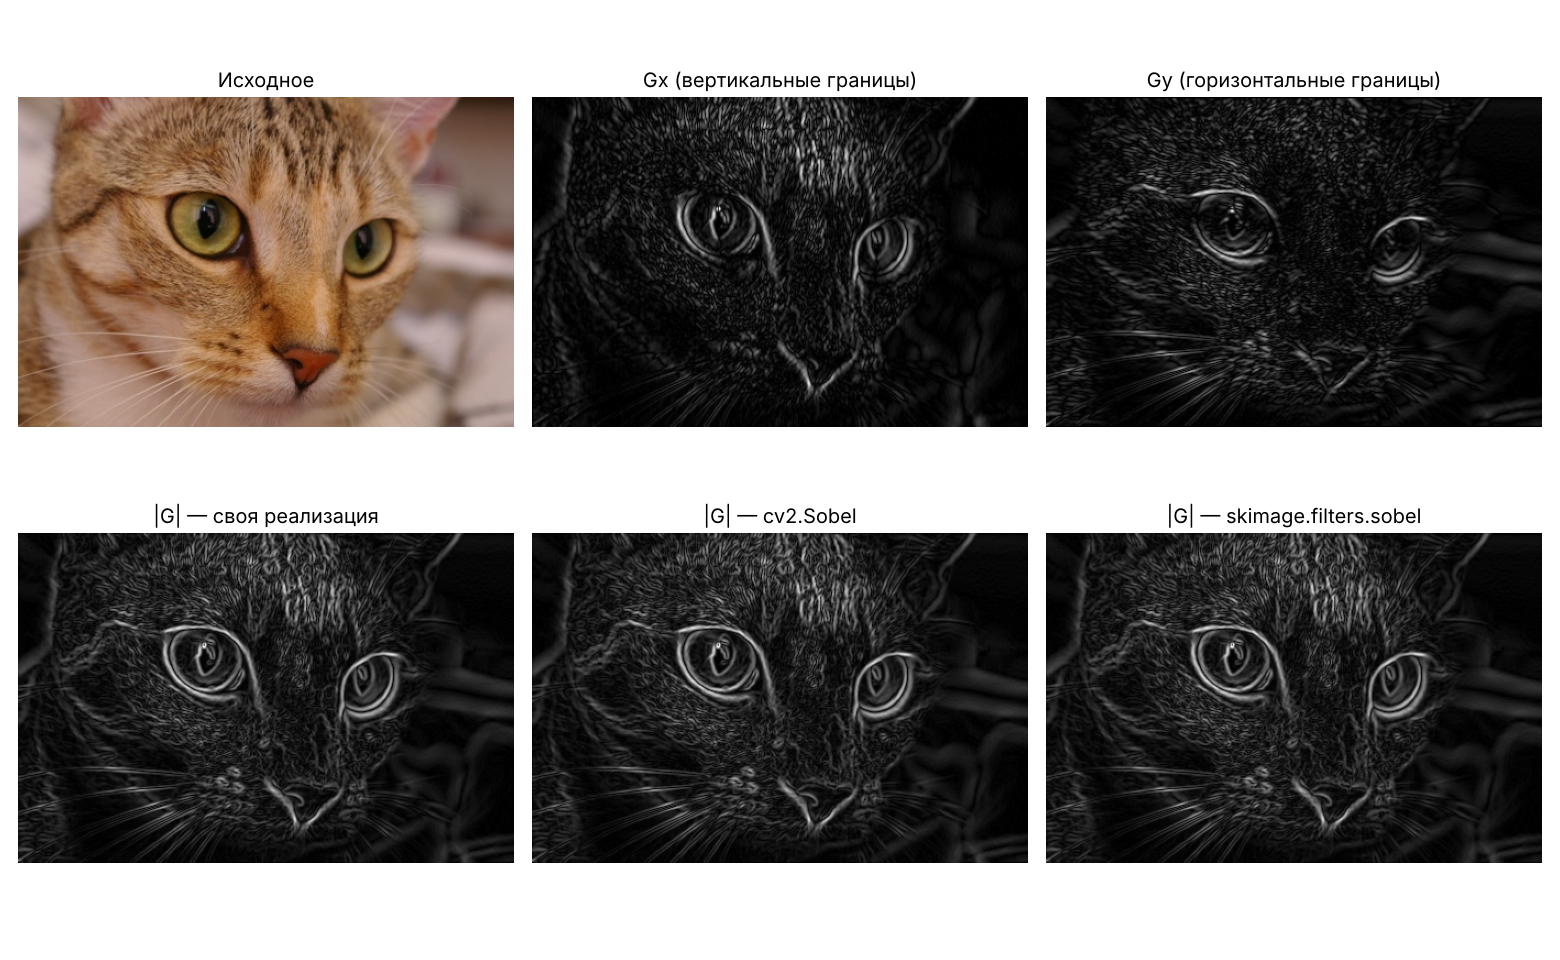 Исходное
Gx (вертикальные границы)
Gy (горизонтальные границы)
|G| — своя реализация
|G| — cv2.Sobel
|G| — skimage.filters.sobel